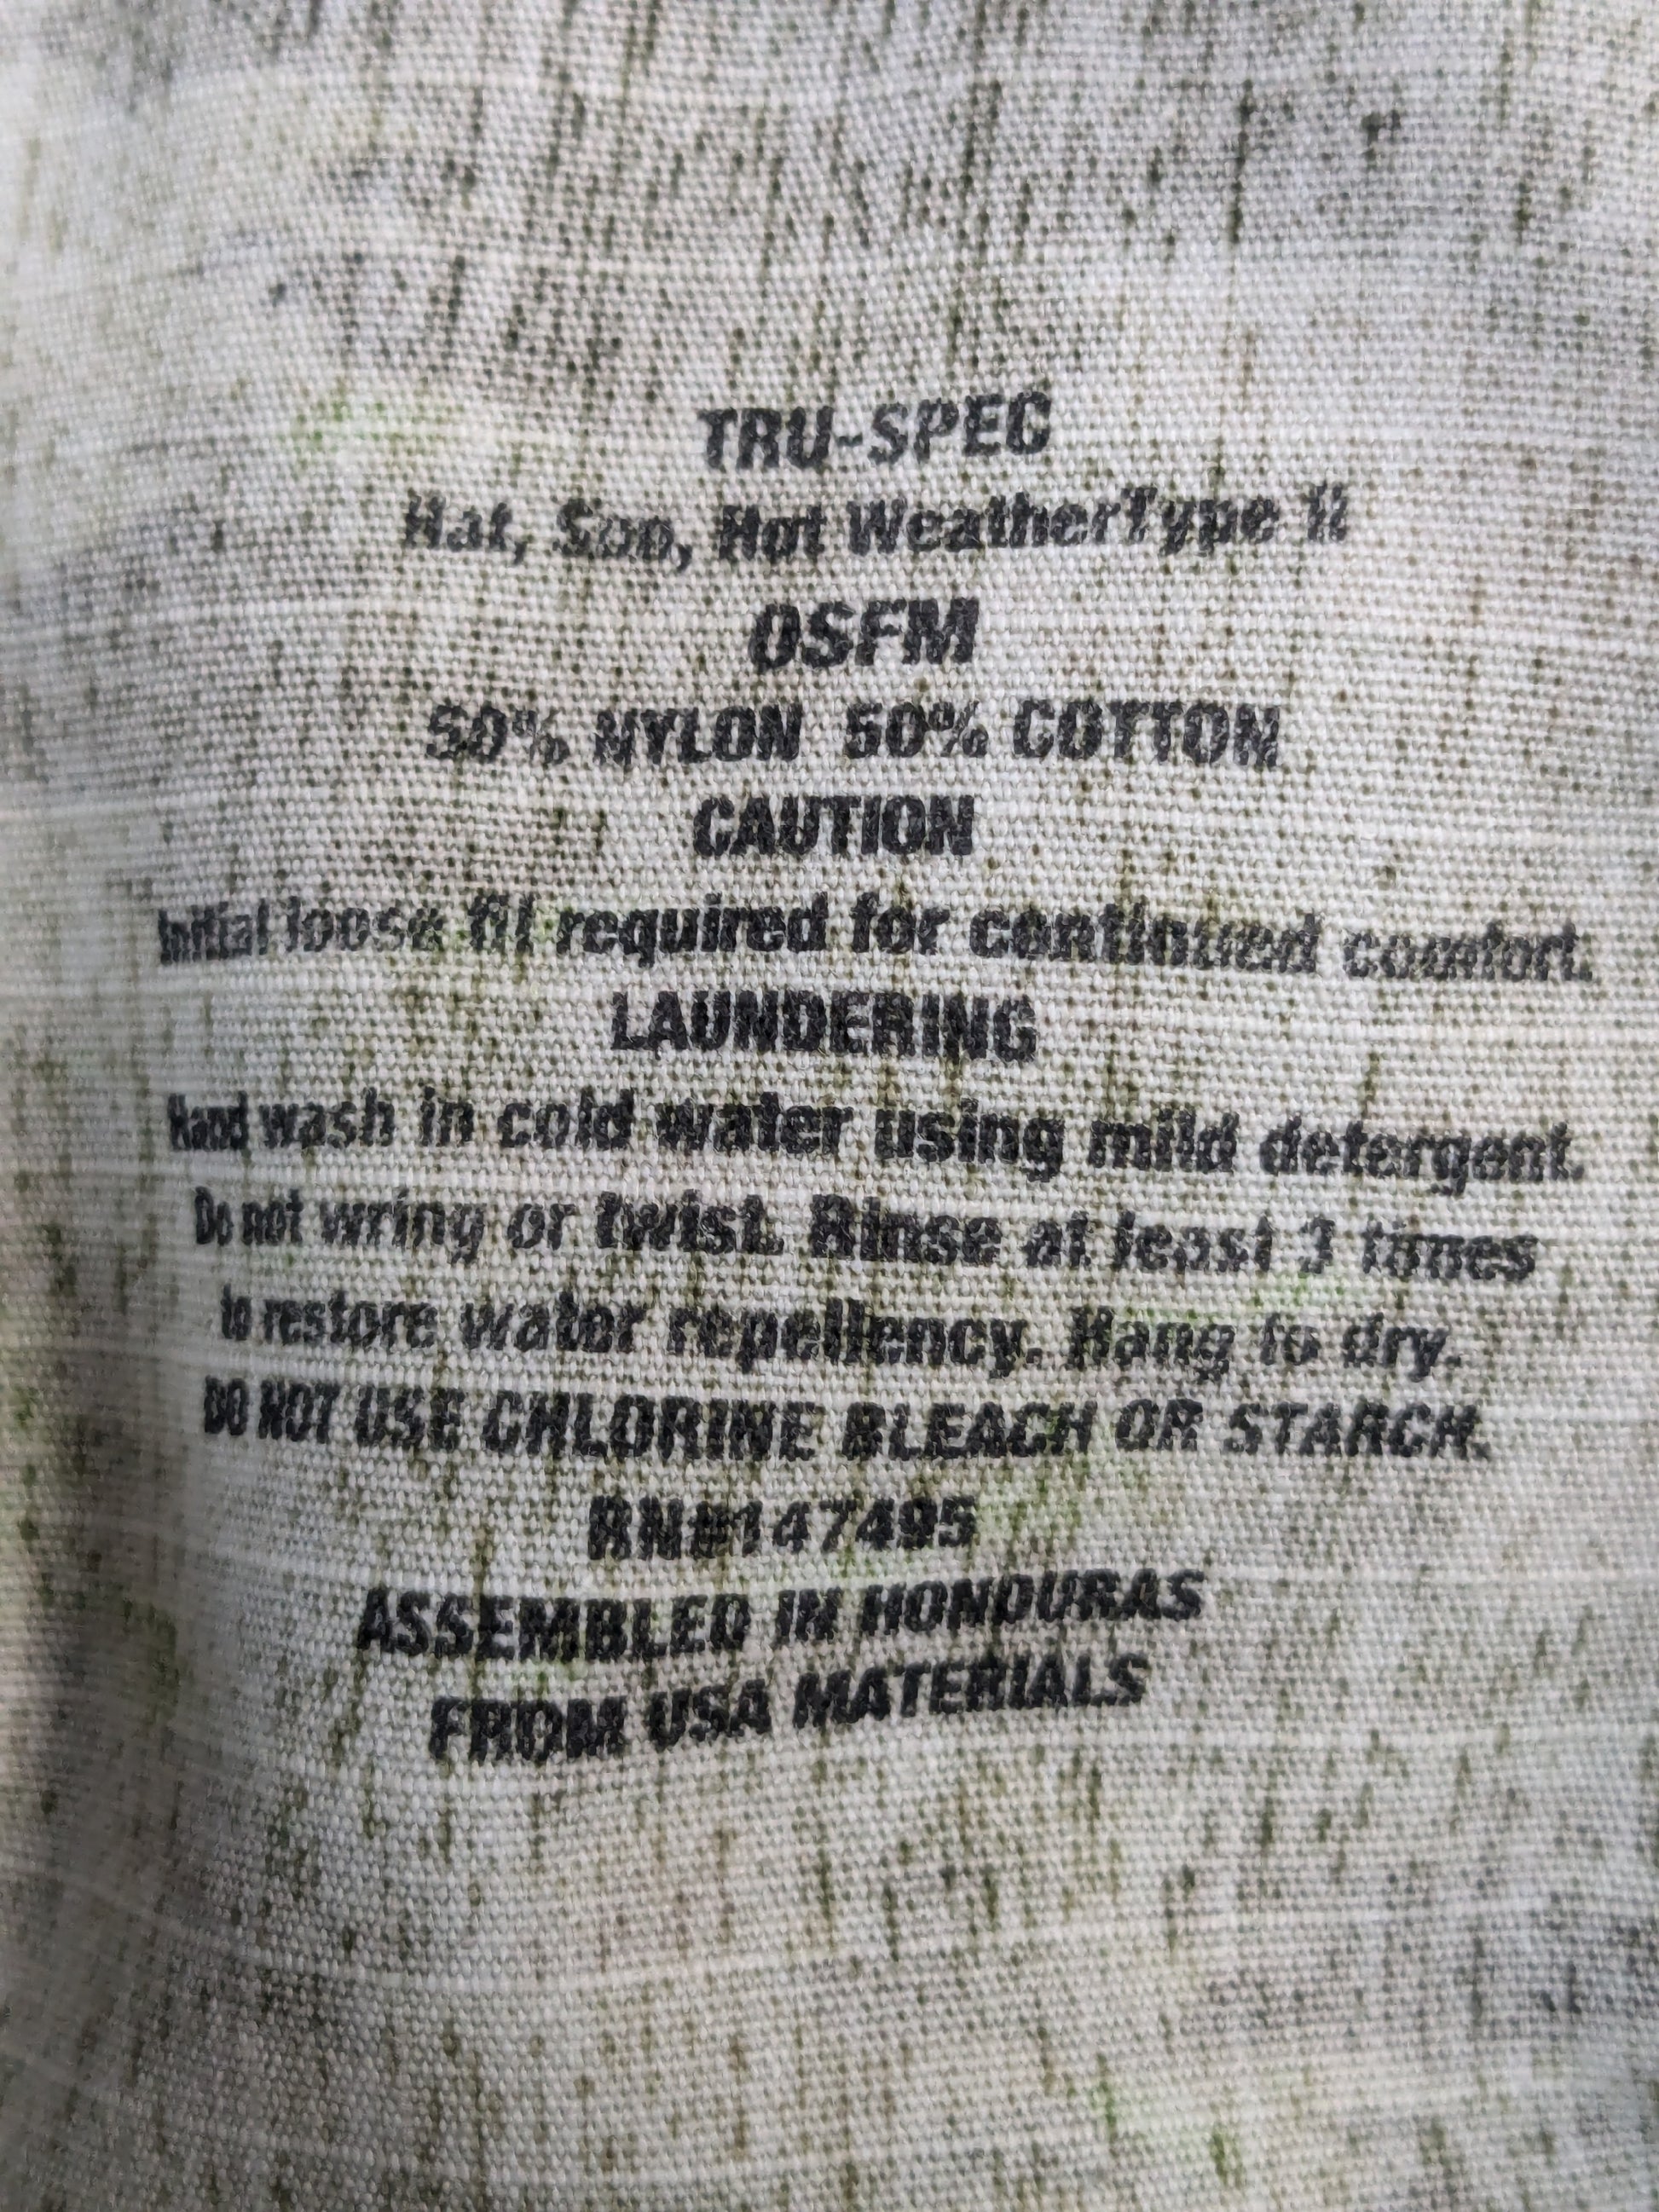 TRU-SPEC
Hat, Sun, Hot WeatherType II
OSFM
50% NYLON 50% COTTON
CAUTION
Initial loose fit required for continued comfort.
LAUNDERING
Hand wash in cold water using mild detergent.
Do not wring or twist. Rinse at least 3 times
to restore water repellency. Hang to dry.
DO NOT USE CHLORINE BLEACH OR STARCH.
RN#147495
ASSEMBLED IN HONDURAS
FROM USA MATERIALS